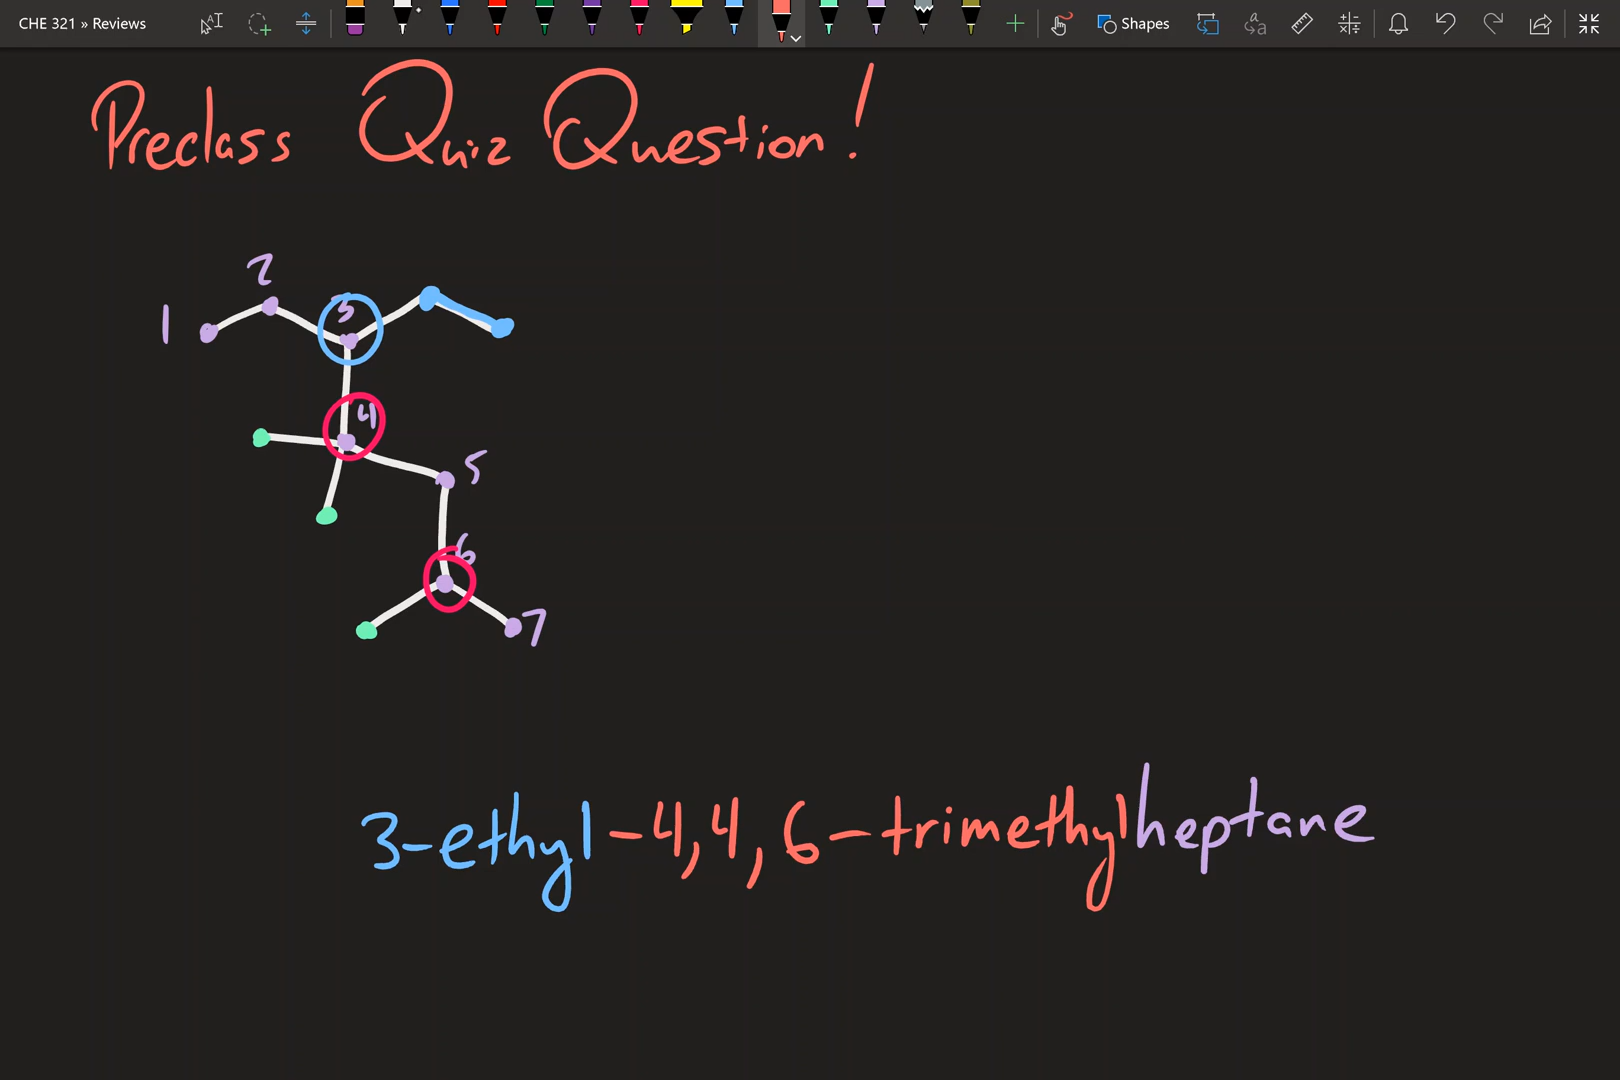 CHE 321 » Reviews
Shapes
Preclass Quiz Question!
2
1
3
4
5
6
7
3-ethyl-4,4,6-trimethylheptane